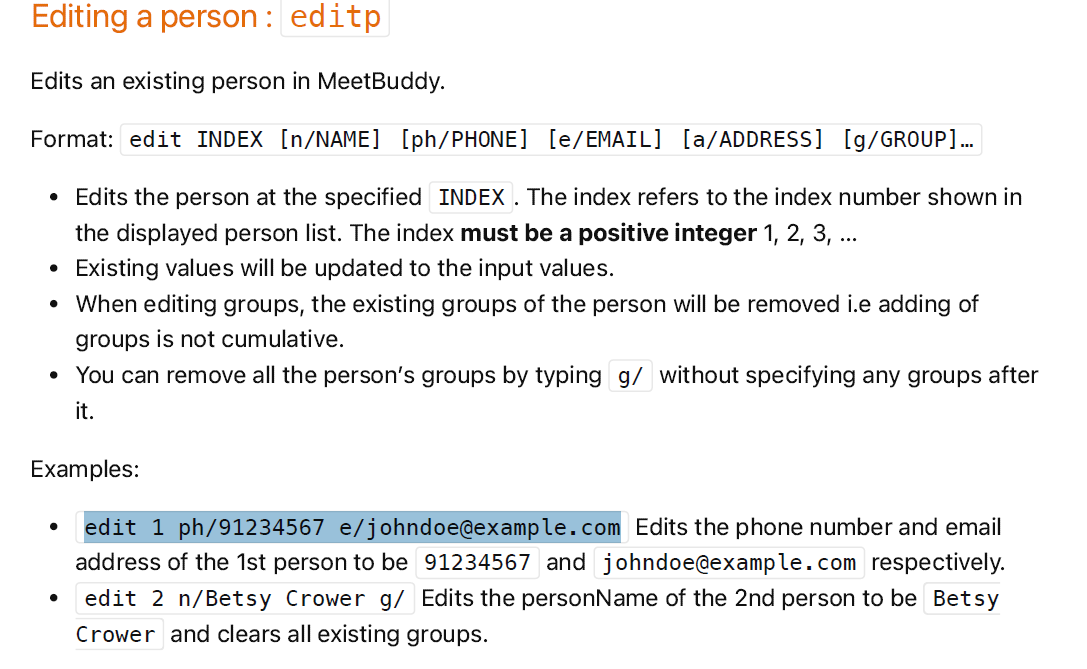 Editing a person : editp
Edits an existing person in MeetBuddy.
Format: edit INDEX [n/NAME] [ph/PHONE] [e/EMAIL] [a/ADDRESS] [g/GROUP]…
• Edits the person at the specified INDEX . The index refers to the index number shown in
the displayed person list. The index must be a positive integer 1, 2, 3, …
• Existing values will be updated to the input values.
• When editing groups, the existing groups of the person will be removed i.e adding of
groups is not cumulative.
• You can remove all the person’s groups by typing g/ without specifying any groups after
it.
Examples:
• edit 1 ph/91234567 e/johndoe@example.com Edits the phone number and email
address of the 1st person to be 91234567 and johndoe@example.com respectively.
• edit 2 n/Betsy Crower g/ Edits the personName of the 2nd person to be Betsy
Crower and clears all existing groups.